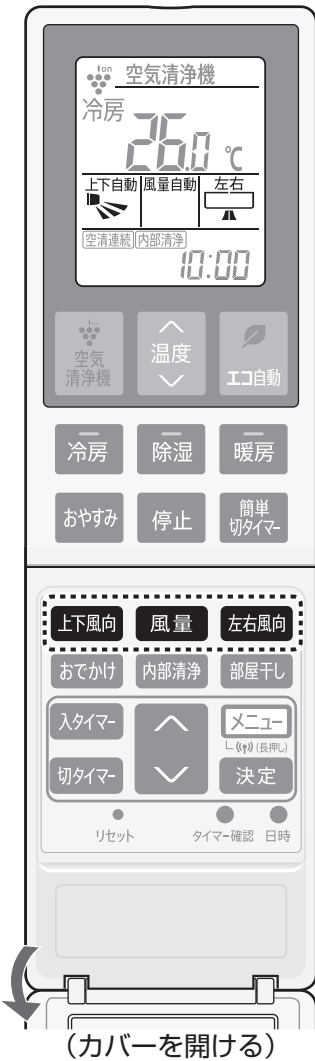 ion
空気清浄機
冷房
26.0 ℃
上下自動 風量自動 左右
空清連続 内部清浄
10:00
ion
空気
清浄機
温度
エコ自動
冷房 除湿 暖房
おやすみ 停止 簡単
切タイマー
上下風向 風量 左右風向
おでかけ 内部清浄 部屋干し
入タイマー メニュー
(長押し)
切タイマー 決定
リセット タイマー確認 日時
(カバーを開ける)